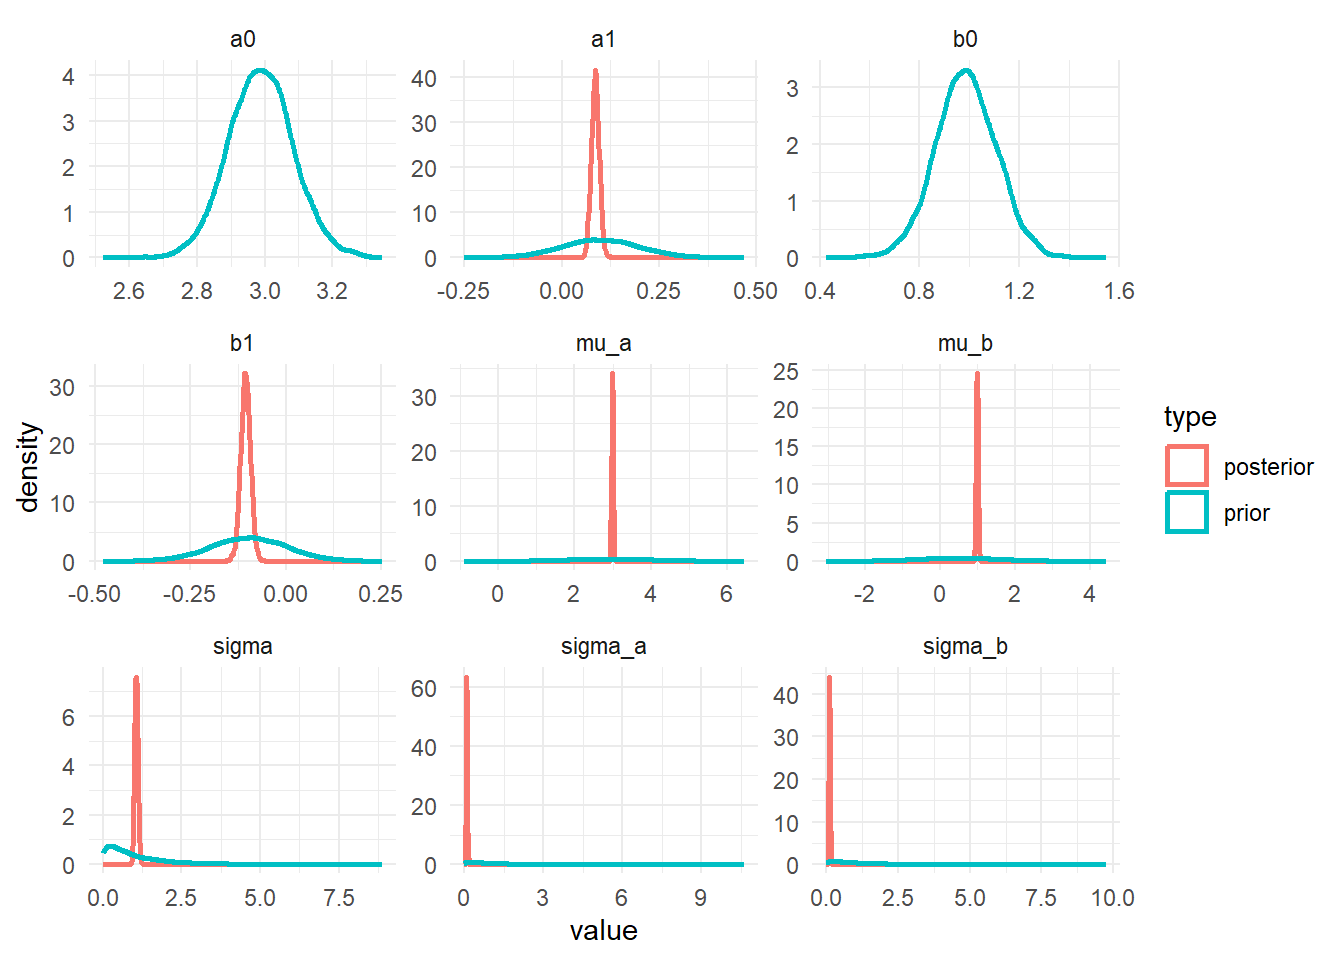 a0
a1
b0
4
3
2
1
0
2.6 2.8 3.0 3.2
40
30
20
10
0
-0.25 0.00 0.25 0.50
3
2
1
0
0.4 0.8 1.2 1.6
b1
mu_a
mu_b
30
20
10
0
-0.50 -0.25 0.00 0.25
30
20
10
0
0 2 4 6
25
20
15
10
5
0
-2 0 2 4
sigma
sigma_a
sigma_b
6
4
2
0
0.0 2.5 5.0 7.5
60
40
20
0
0 3 6 9
40
30
20
10
0
0.0 2.5 5.0 7.5 10.0
density
value
type
posterior
prior